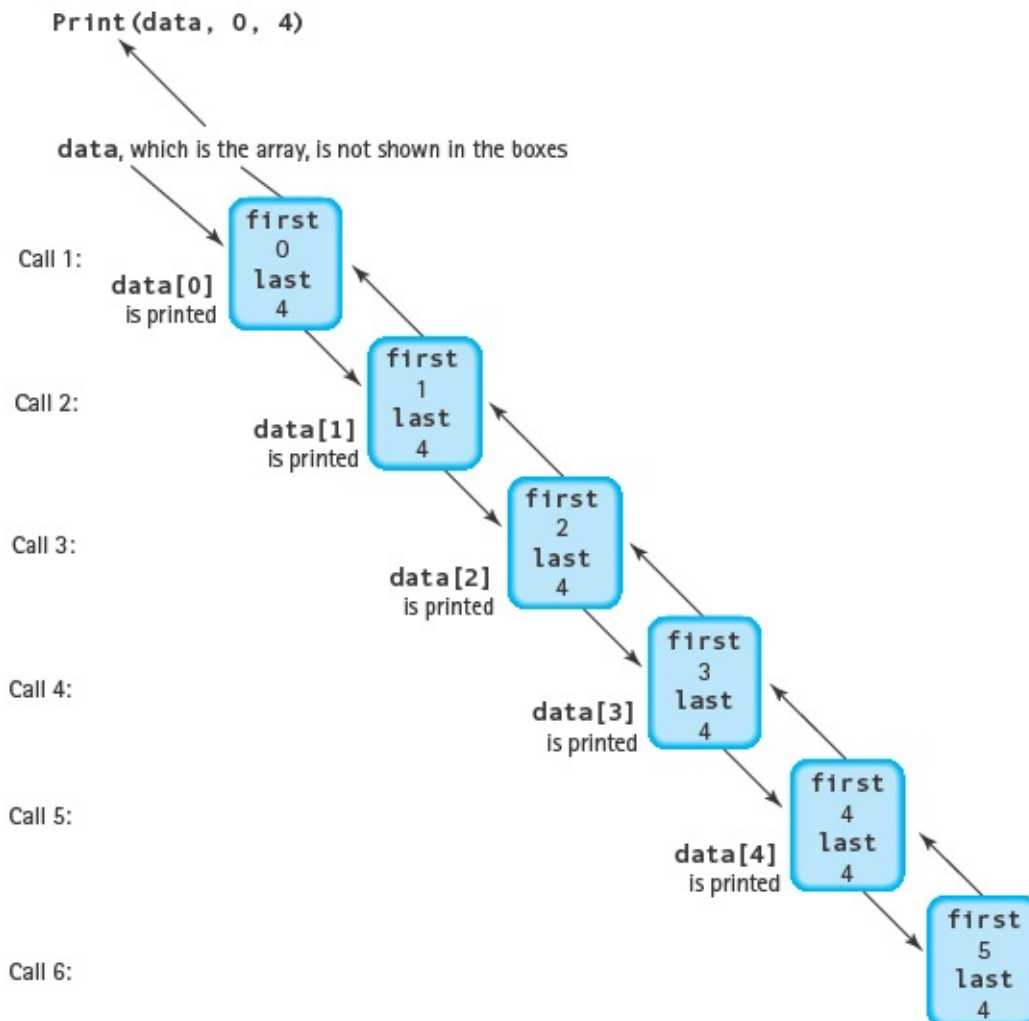 Print(data, 0, 4)
data, which is the array, is not shown in the boxes
Call 1:
first
0
last
4
data[0]
is printed
Call 2:
first
1
last
4
data[1]
is printed
Call 3:
first
2
last
4
data[2]
is printed
Call 4:
first
3
last
4
data[3]
is printed
Call 5:
first
4
last
4
data[4]
is printed
Call 6:
first
5
last
4